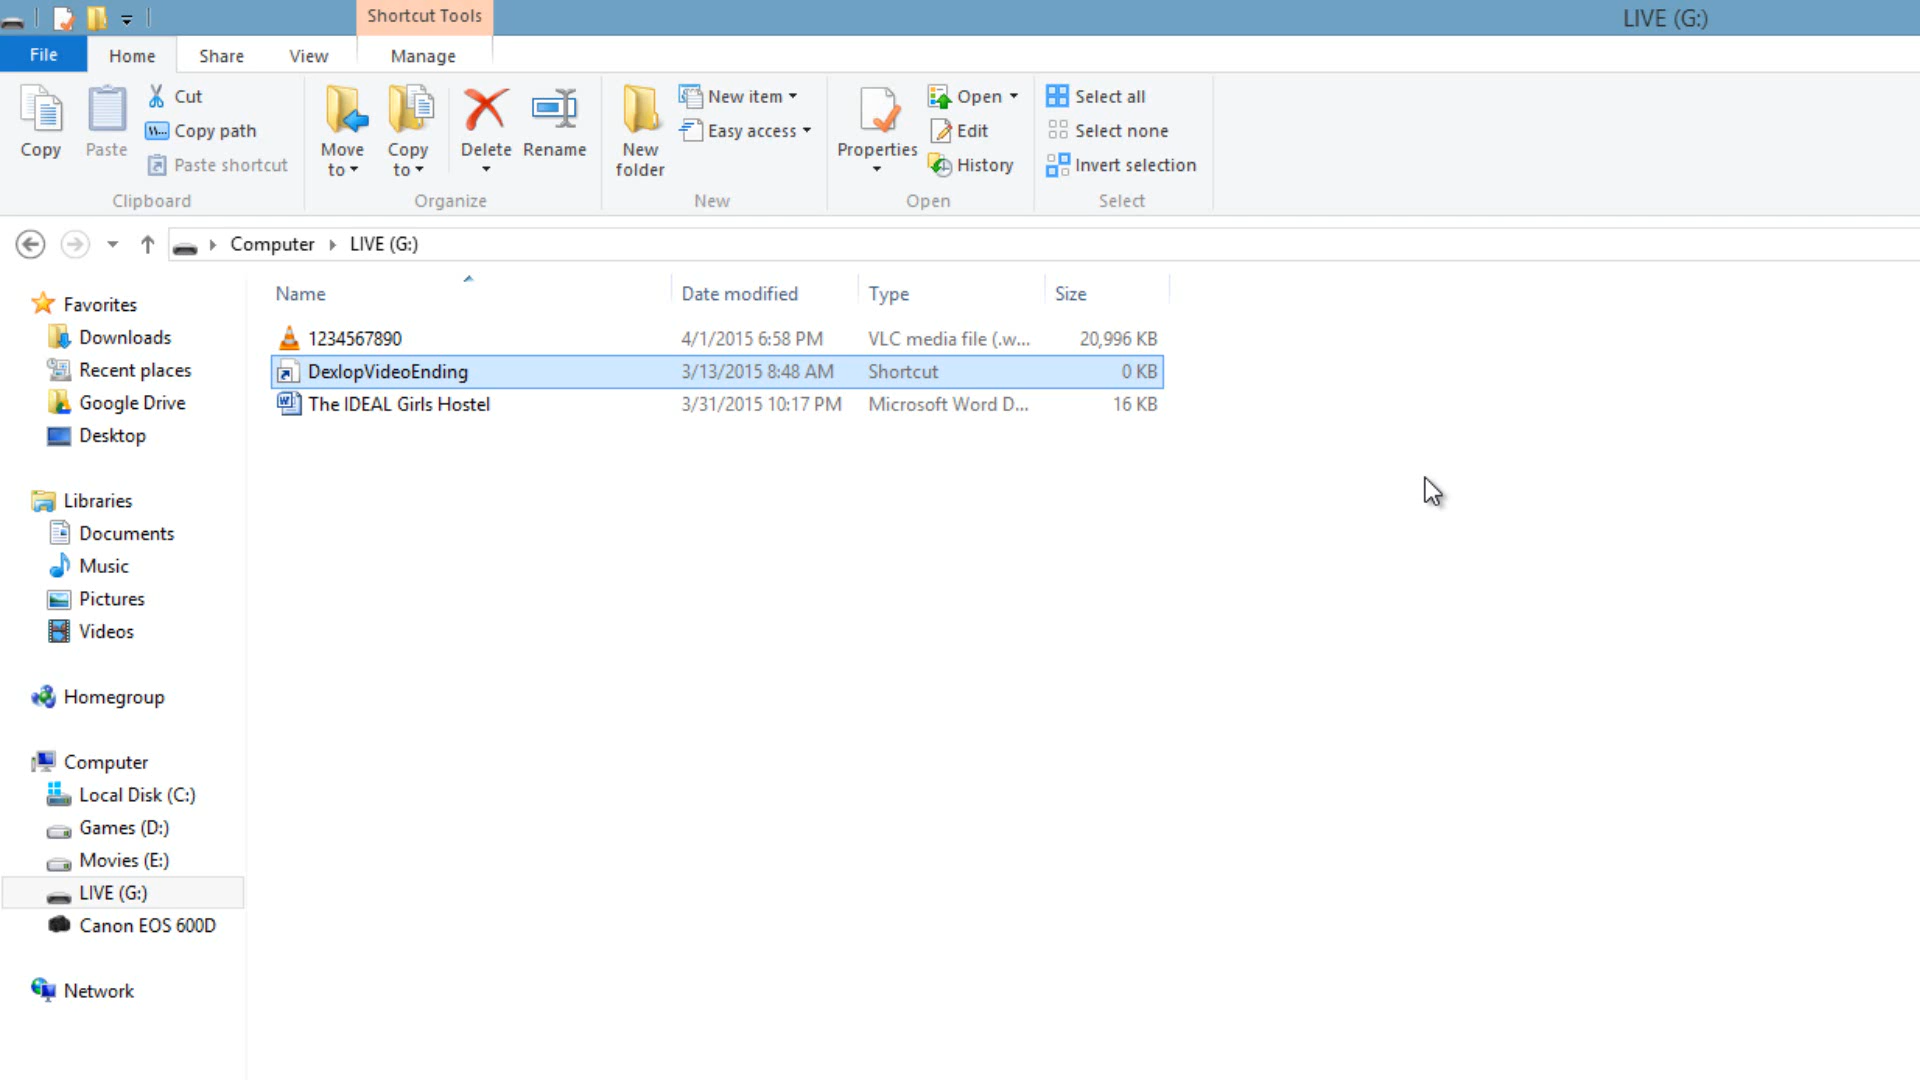 Shortcut Tools
LIVE (G:)
File Home Share View Manage
Copy
Paste
Cut
Copy path
Paste shortcut
Clipboard
Move to
Copy to
Delete
Rename
Organize
New folder
New item
Easy access
New
Properties
Open
Edit
History
Open
Select all
Select none
Invert selection
Select
Computer LIVE (G:)
Name Date modified Type Size
1234567890 4/1/2015 6:58 PM VLC media file (.w... 20,996 KB
DexlopVideoEnding 3/13/2015 8:48 AM Shortcut 0 KB
The IDEAL Girls Hostel 3/31/2015 10:17 PM Microsoft Word D... 16 KB
Favorites
Downloads
Recent places
Google Drive
Desktop
Libraries
Documents
Music
Pictures
Videos
Homegroup
Computer
Local Disk (C:)
Games (D:)
Movies (E:)
LIVE (G:)
Canon EOS 600D
Network